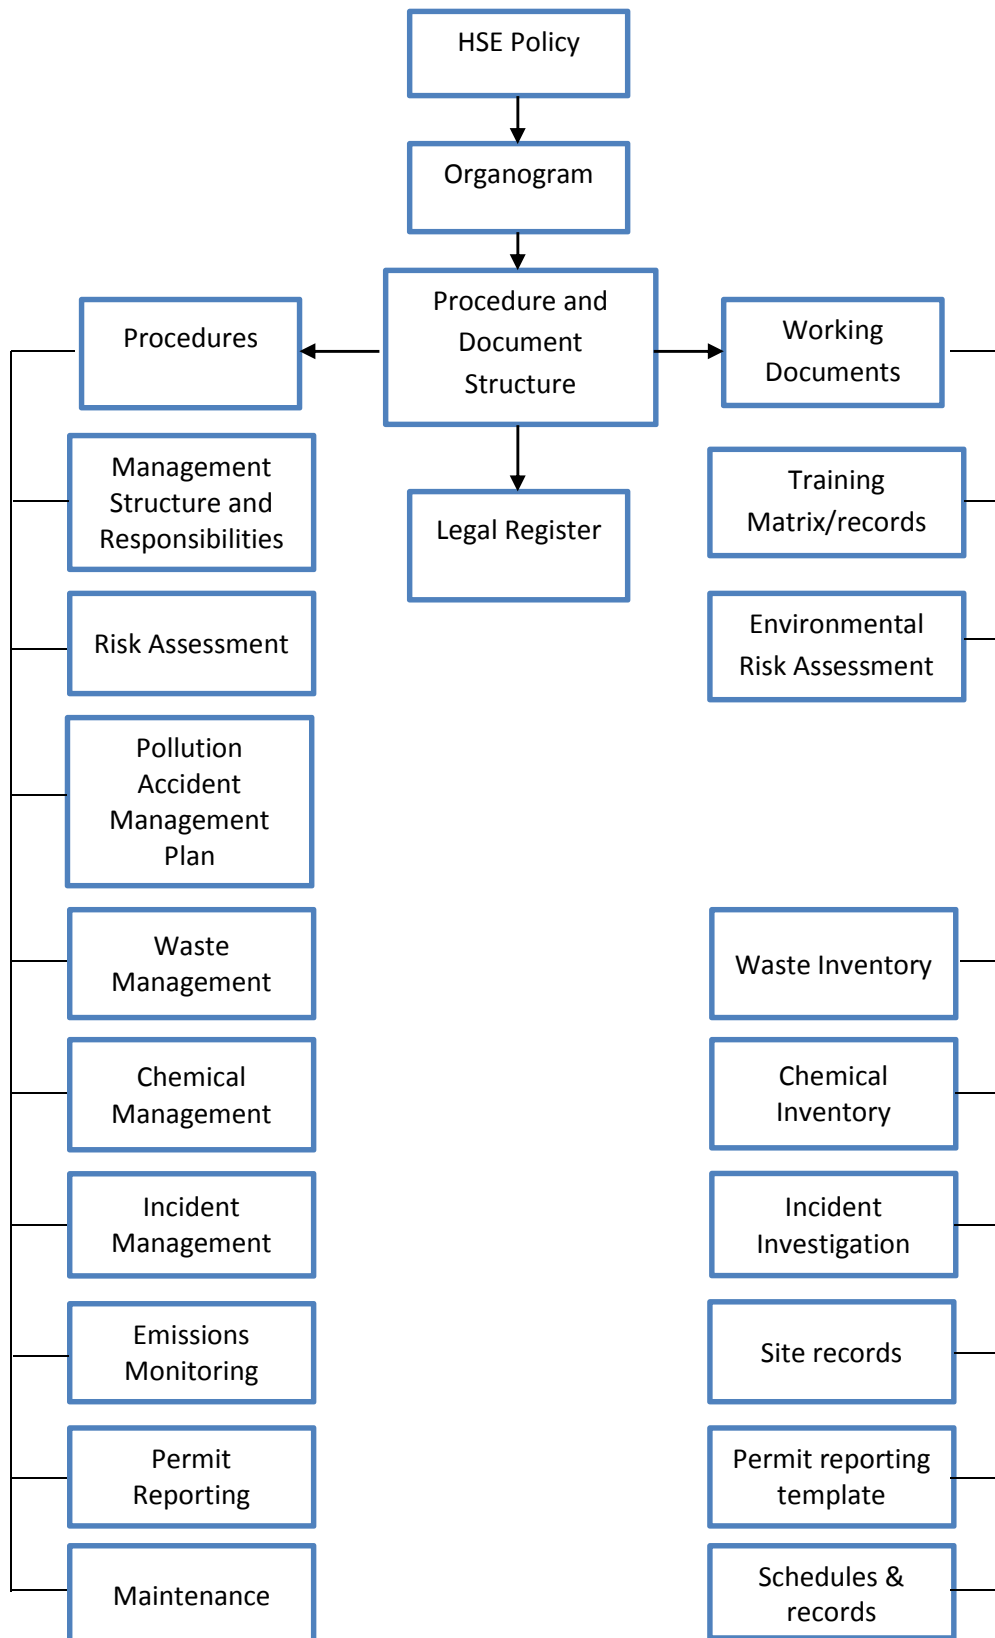 HSE Policy
Organogram
Procedure and
Document
Structure
Procedures
Working
Documents
Legal Register
Management
Structure and
Responsibilities
Training
Matrix/records
Risk Assessment
Environmental
Risk Assessment
Pollution
Accident
Management
Plan
Waste
Management
Waste Inventory
Chemical
Management
Chemical
Inventory
Incident
Management
Incident
Investigation
Emissions
Monitoring
Site records
Permit
Reporting
Permit reporting
template
Maintenance
Schedules &
records